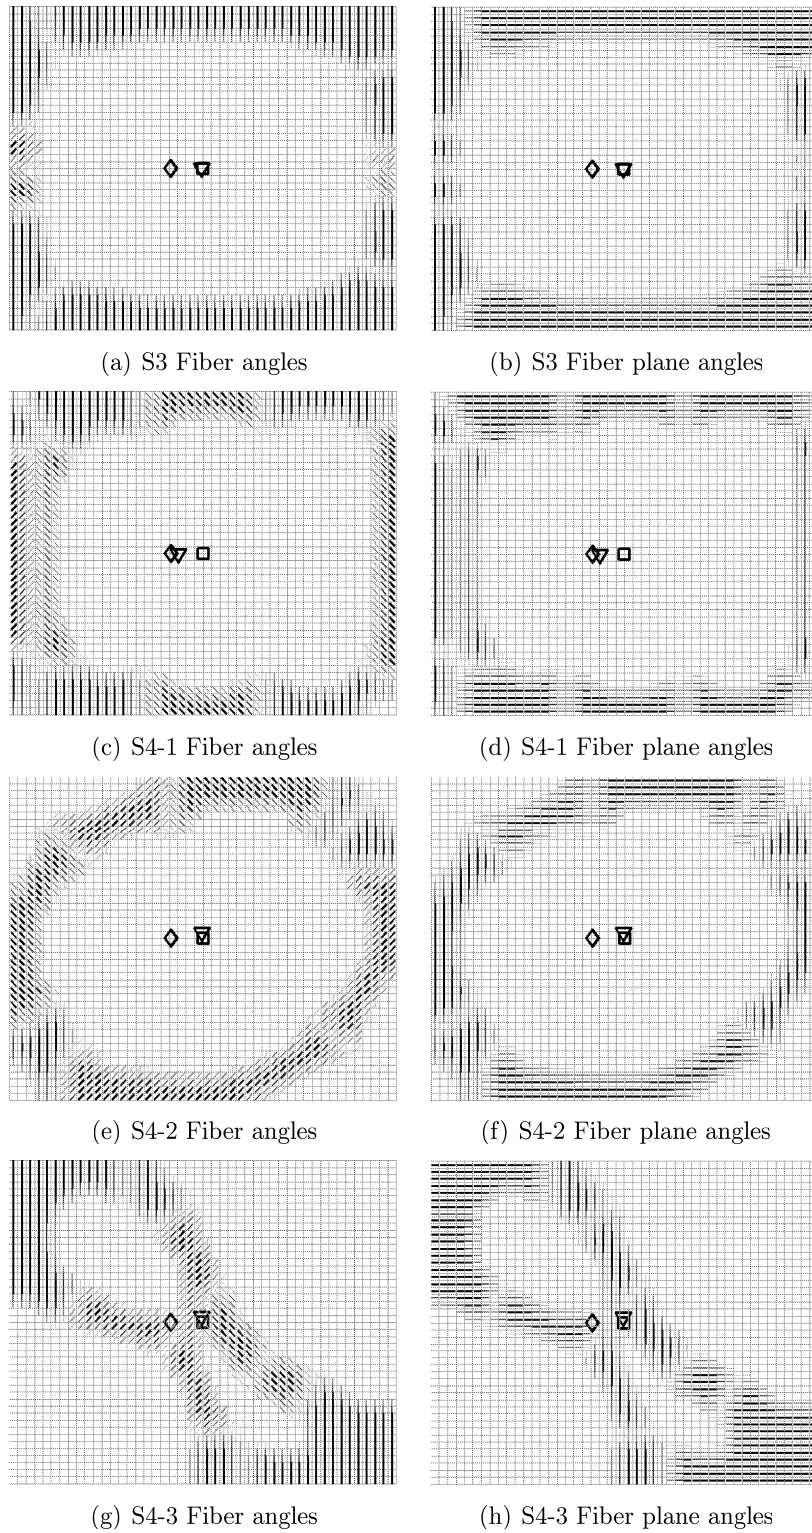 (a) S3 Fiber angles
(b) S3 Fiber plane angles
(c) S4-1 Fiber angles
(d) S4-1 Fiber plane angles
(e) S4-2 Fiber angles
(f) S4-2 Fiber plane angles
(g) S4-3 Fiber angles
(h) S4-3 Fiber plane angles